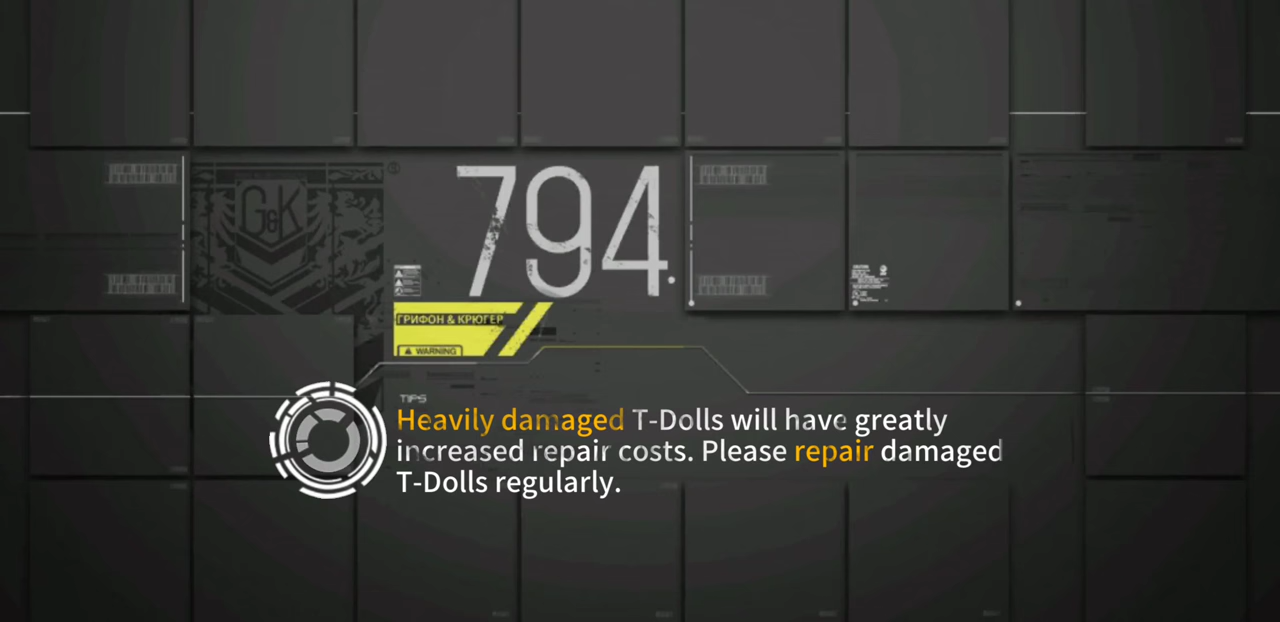 G&K
794.
ГРИФОН & КРЮГЕР
WARNING
TIPS
Heavily damaged T-Dolls will have greatly
increased repair costs. Please repair damaged
T-Dolls regularly.